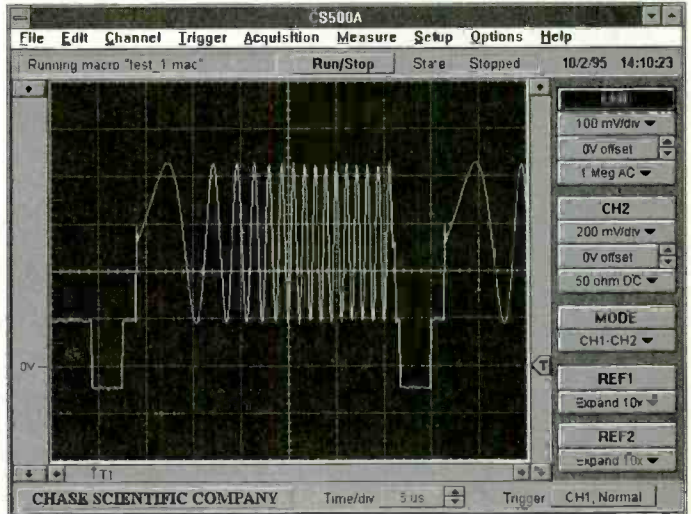 CS500A
File Edit Channel Trigger Acquisition Measure Setup Options Help
Running macro "test_1 mac" Run/Stop State Stopped 10/2/95 14:10:23
100 mV/div
0V offset
1 Meg AC
CH2
200 mV/div
0V offset
50 ohm DC
MODE
CH1-CH2
0V
T
REF1
Expand 10x
REF2
Expand 10x
T1
CHASE SCIENTIFIC COMPANY Time/div 5 us Trigger CH1, Normal